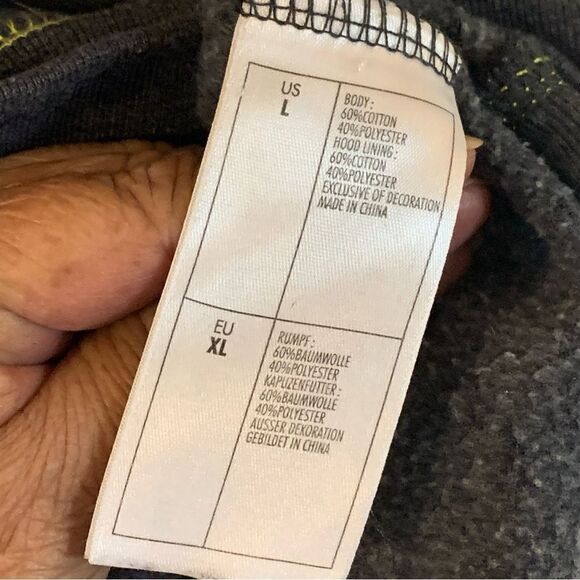 US
L
BODY:
60%COTTON
40%POLYESTER
HOOD LINING:
60%COTTON
40%POLYESTER
EXCLUSIVE OF DECORATION
MADE IN CHINA
EU
XL
RUMPF:
60%BAUMWOLLE
40%POLYESTER
KAPUZENFUTTER:
60%BAUMWOLLE
40%POLYESTER
AUSSER DEKORATION
GEBILDET IN CHINA